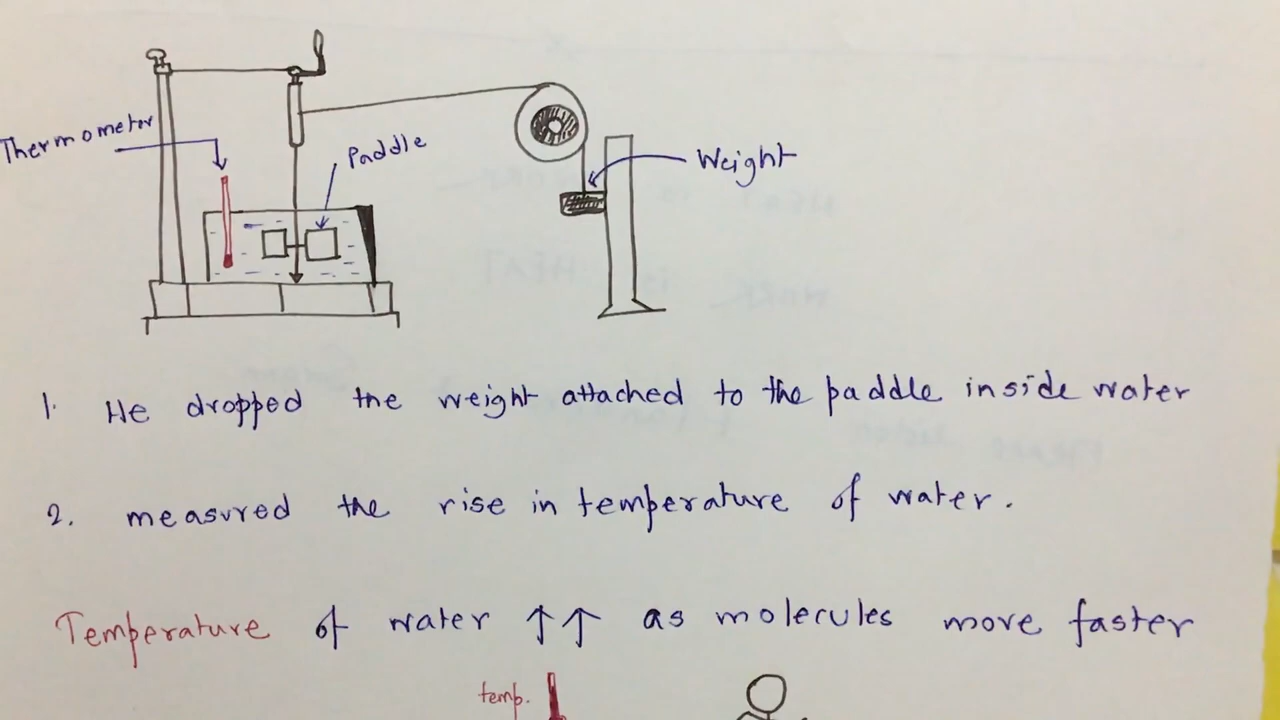 Thermometer
Paddle
Weight
1. He dropped the weight attached to the paddle inside water
2. measured the rise in temperature of water.
Temperature of water ↑↑ as molecules move faster
temp.